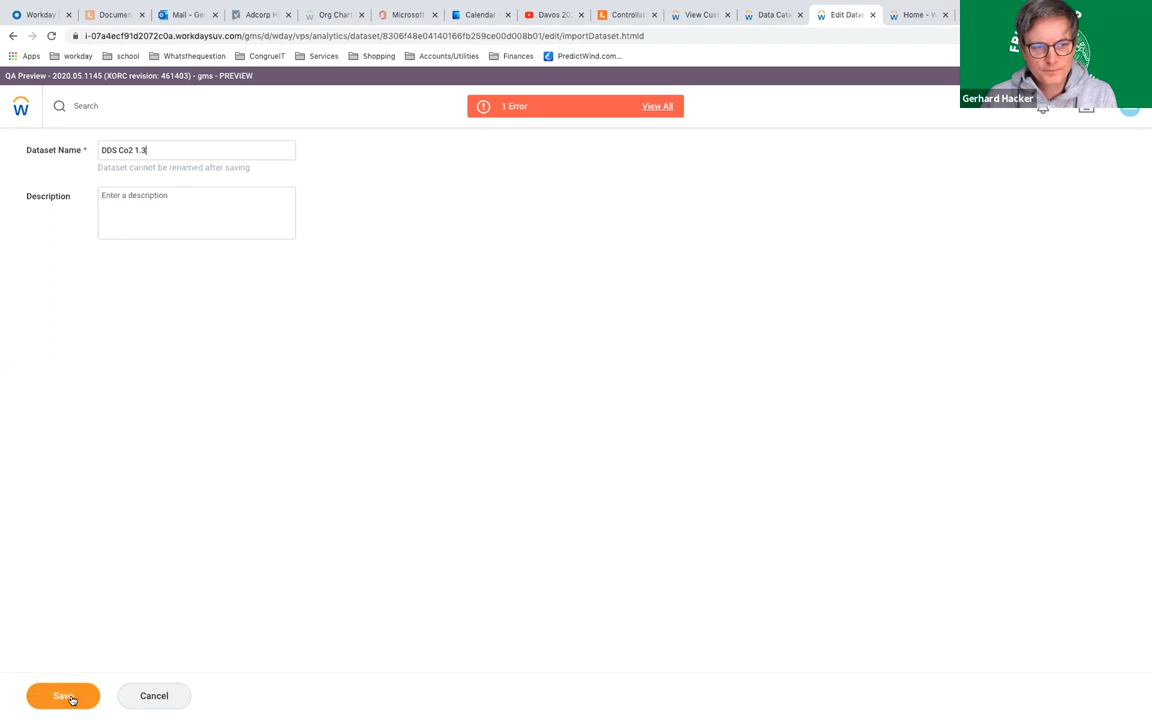 Workday
Documen
Mail - Ge
Adcorp H
Org Chart
Microsoft
Calendar
Davos 20
Controllab
View Cust
Data Cata
Edit Datas
Home - W
i-07a4ecf91d2072c0a.workdaysuv.com/gms/d/wday/vps/analytics/dataset/8306f48e04140166fb259ce00d008b01/edit/importDataset.htmld
Apps
workday
school
Whatsthequestion
CongrueIT
Services
Shopping
Accounts/Utilities
Finances
PredictWind.com...
QA Preview - 2020.05.1145 (XORC revision: 461403) - gms - PREVIEW
Search
1 Error
View All
Gerhard Hacker
Dataset Name *
DDS Co2 1.3
Dataset cannot be renamed after saving
Description
Enter a description
Save
Cancel